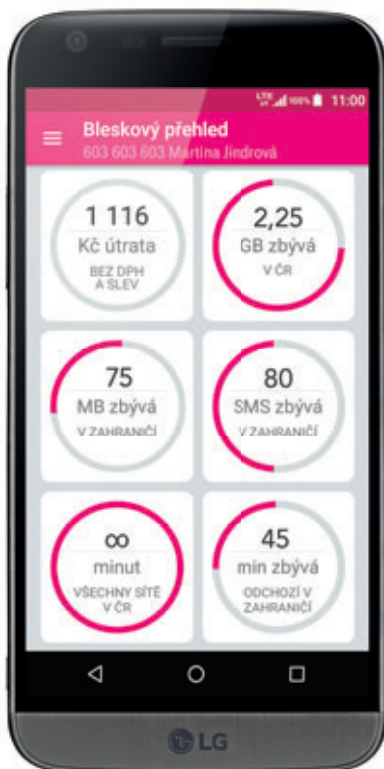 LTE 100% 11:00
Bleskový přehled
603 603 603 Martina Jindrová
1 116
Kč útrata
BEZ DPH
A SLEV
2,25
GB zbývá
V ČR
75
MB zbývá
V ZAHRANIČÍ
80
SMS zbývá
V ZAHRANIČÍ
∞
minut
VŠECHNY SÍTĚ
V ČR
45
min zbývá
ODCHOZÍ V
ZAHRANIČÍ
LG